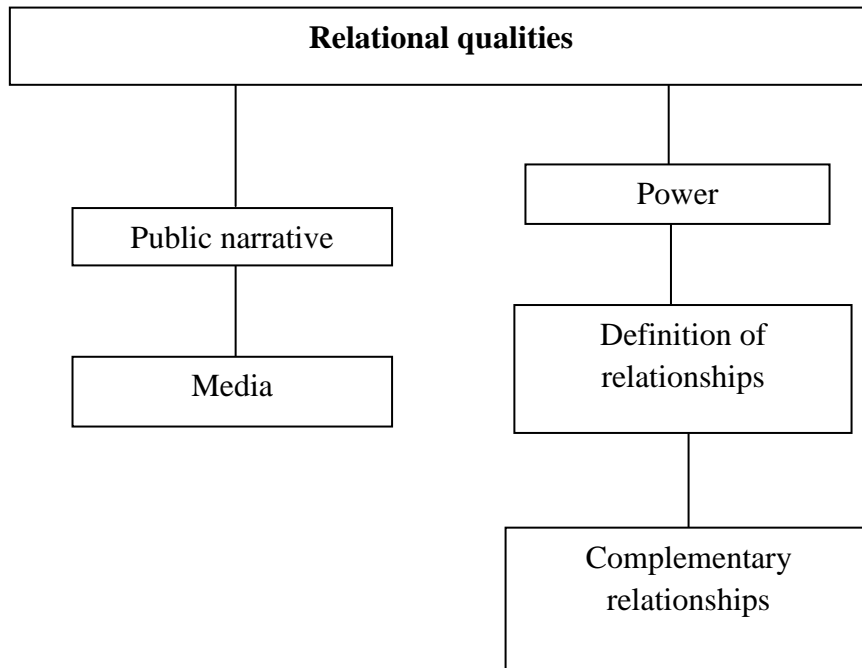 Relational qualities
Public narrative
Media
Power
Definition of
relationships
Complementary
relationships